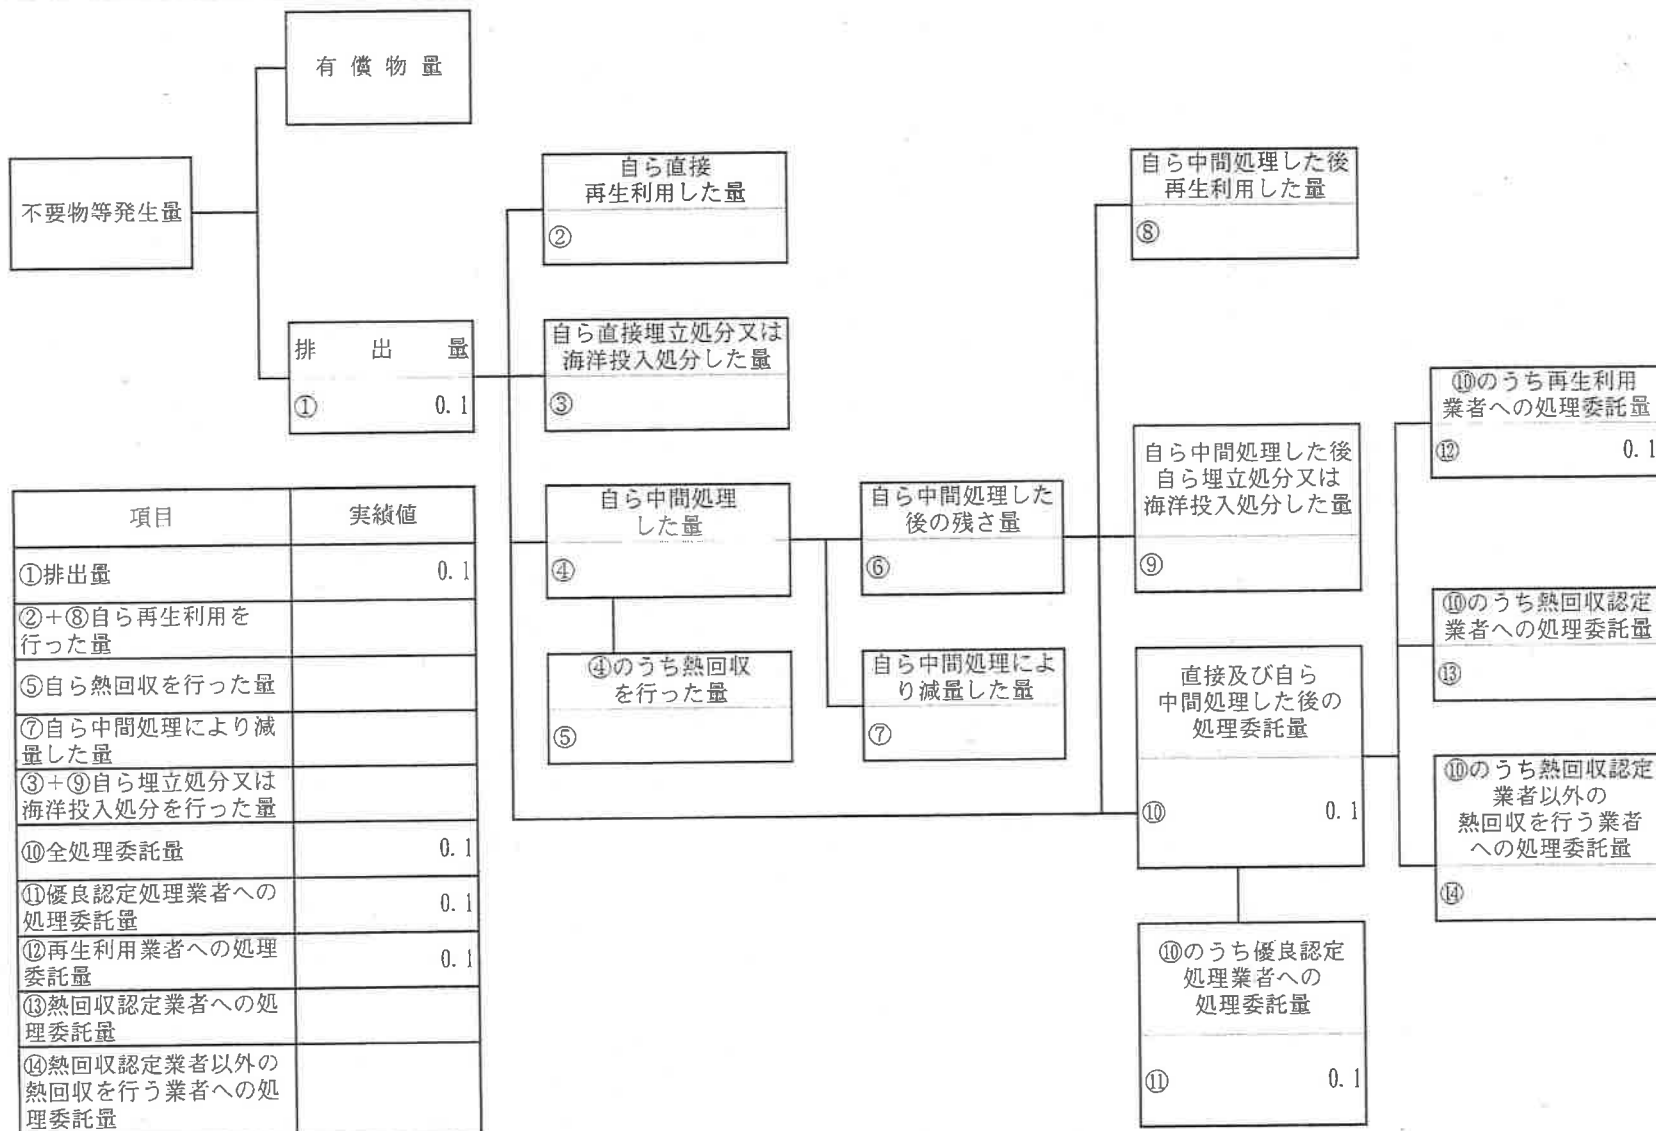 有償物量
不要物等発生量
排出量
① 0.1
自ら直接
再生利用した量
②
自ら直接埋立処分又は
海洋投入処分した量
③
自ら中間処理
した量
④
④のうち熱回収
を行った量
⑤
自ら中間処理した
後の残さ量
⑥
自ら中間処理によ
り減量した量
⑦
自ら中間処理した後
再生利用した量
⑧
自ら中間処理した後
自ら埋立処分又は
海洋投入処分した量
⑨
直接及び自ら
中間処理した後の
処理委託量
⑩ 0.1
⑩のうち優良認定
処理業者への
処理委託量
⑪ 0.1
⑩のうち再生利用
業者への処理委託量
⑫ 0.1
⑩のうち熱回収認定
業者への処理委託量
⑬
⑩のうち熱回収認定
業者以外の
熱回収を行う業者
への処理委託量
⑭
項目 実績値
①排出量 0.1
②+⑧自ら再生利用を
行った量
⑤自ら熱回収を行った量
⑦自ら中間処理により減
量した量
③+⑨自ら埋立処分又は
海洋投入処分を行った量
⑩全処理委託量 0.1
⑪優良認定処理業者への
処理委託量 0.1
⑫再生利用業者への処理
委託量 0.1
⑬熱回収認定業者への処
理委託量
⑭熱回収認定業者以外の
熱回収を行う業者への処
理委託量